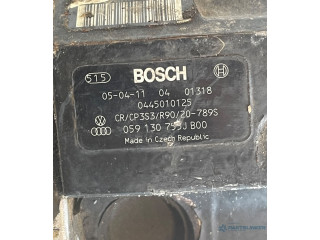 515 BOSCH
05-04-11 04 01318
0445010125
CR/CP3S3/R90/20-789S
059 130 755J B00
Made in Czech Republic